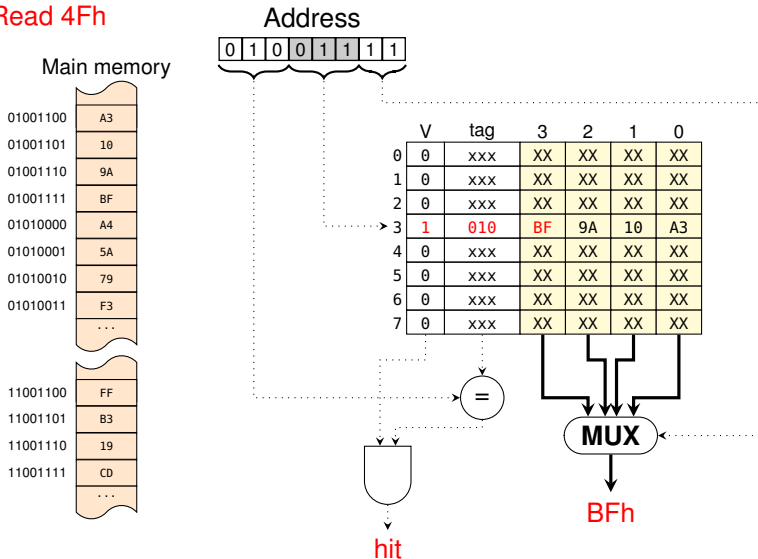 Read 4Fh
Address
0 1 0 0 1 1 1 1
Main memory
01001100 A3
01001101 10
01001110 9A
01001111 BF
01010000 A4
01010001 5A
01010010 79
01010011 F3
...
11001100 FF
11001101 B3
11001110 19
11001111 CD
...
V tag 3 2 1 0
0 0 xxx XX XX XX XX
1 0 xxx XX XX XX XX
2 0 xxx XX XX XX XX
3 1 010 BF 9A 10 A3
4 0 xxx XX XX XX XX
5 0 xxx XX XX XX XX
6 0 xxx XX XX XX XX
7 0 xxx XX XX XX XX
=
MUX
BFh
hit